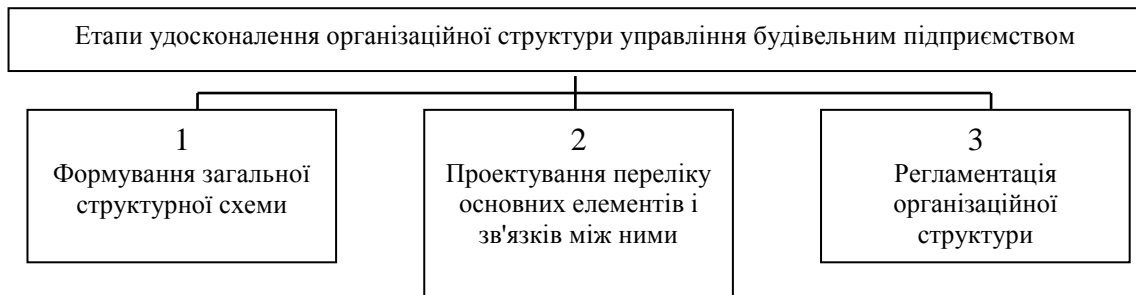 Етапи удосконалення організаційної структури управління будівельним підприємством
1
Формування загальної
структурної схеми
2
Проектування переліку
основних елементів і
зв'язків між ними
3
Регламентація
організаційної
структури